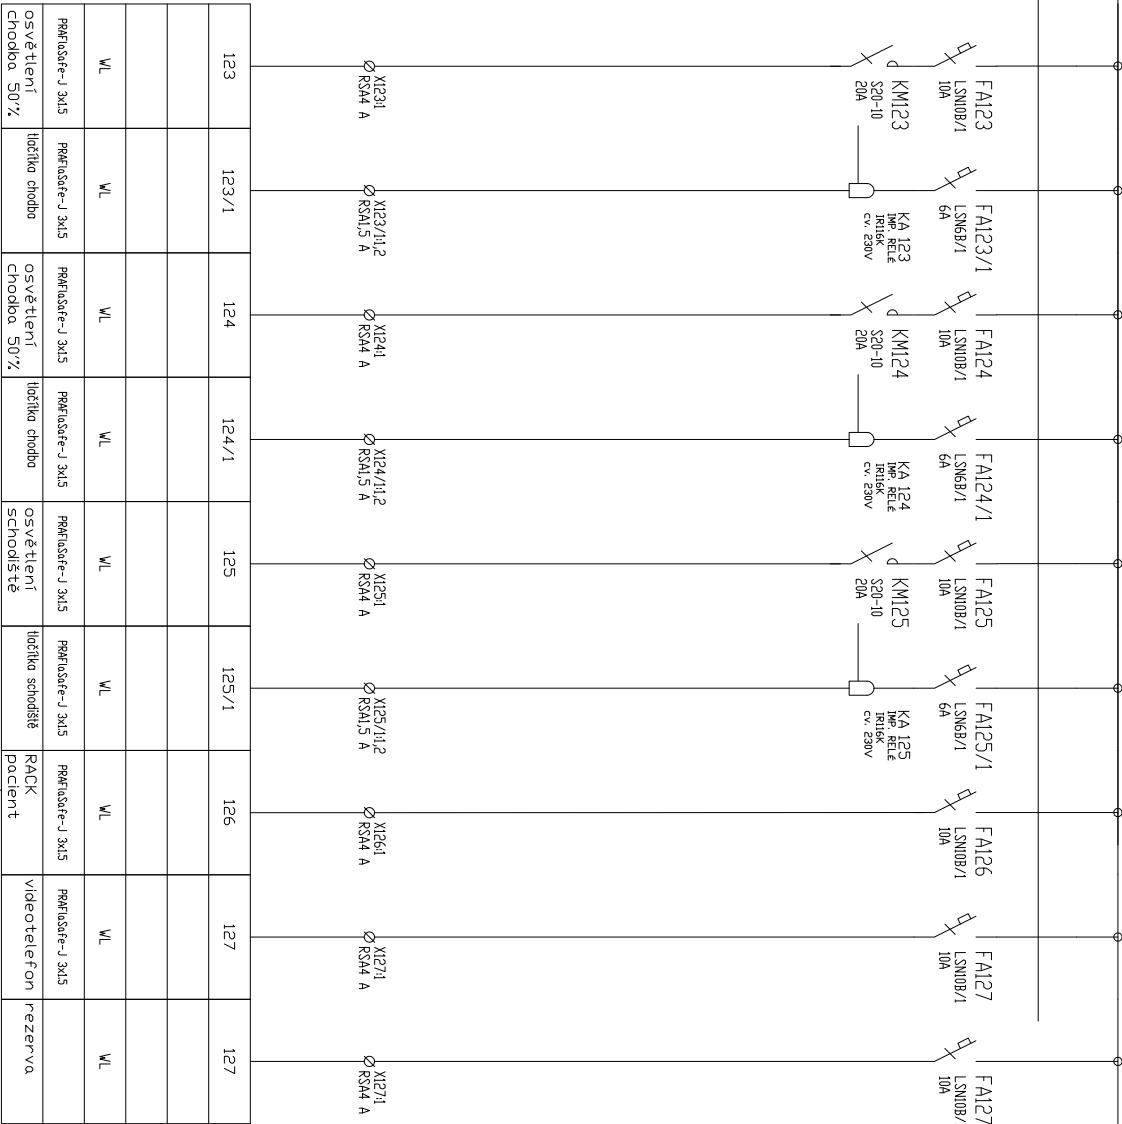 FA123
LSN10B/1
10A
KM123
S20-10
20A
X123:1
RSA4 A
123
WL
PRAFlaSafe-J 3x1.5
osvětlení
chodba 50%
FA123/1
LSN6B/1
6A
KA 123
IMP. RELÉ
IR116K
cv. 230V
X123/1:1,2
RSA1,5 A
123/1
WL
PRAFlaSafe-J 3x1.5
tlačítka chodba
FA124
LSN10B/1
10A
KM124
S20-10
20A
X124:1
RSA4 A
124
WL
PRAFlaSafe-J 3x1.5
osvětlení
chodba 50%
FA124/1
LSN6B/1
6A
KA 124
IMP. RELÉ
IR116K
cv. 230V
X124/1:1,2
RSA1,5 A
124/1
WL
PRAFlaSafe-J 3x1.5
tlačítka chodba
FA125
LSN10B/1
10A
KM125
S20-10
20A
X125:1
RSA4 A
125
WL
PRAFlaSafe-J 3x1.5
osvětlení
schodiště
FA125/1
LSN6B/1
6A
KA 125
IMP. RELÉ
IR116K
cv. 230V
X125/1:1,2
RSA1,5 A
125/1
WL
PRAFlaSafe-J 3x1.5
tlačítka schodiště
FA126
LSN10B/1
10A
X126:1
RSA4 A
126
WL
PRAFlaSafe-J 3x1.5
RACK
pacient
FA127
LSN10B/1
10A
X127:1
RSA4 A
127
WL
PRAFlaSafe-J 3x1.5
videotelefon
FA127
LSN10B/
10A
X127:1
RSA4 A
127
WL
rezerva